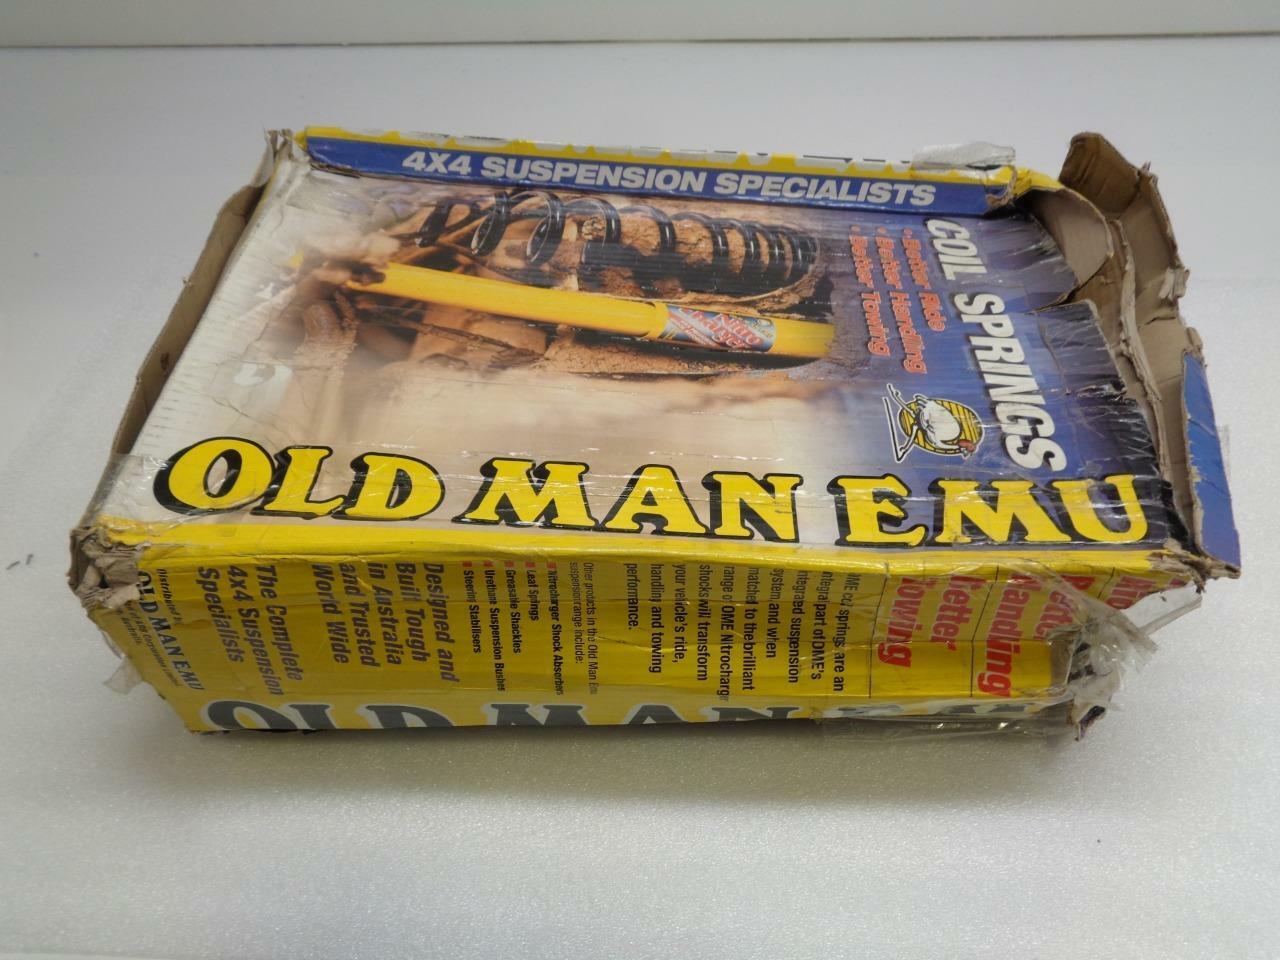 4X4 SUSPENSION SPECIALISTS
COIL SPRINGS
• Better Ride
• Better Handling
• Better Towing
Nitro
Charger
OLD MAN EMU
Distributed by
OLD MAN EMU
The Complete
4x4 Suspension
Specialists
Designed and
Built Tough
in Australia
and Trusted
World Wide
Other products in the Old Man Emu
suspension range include:
Nitrocharger Shock Absorbers
Leaf Springs
Greasable Shackles
Urethane Suspension Bushes
Steering Stabilisers
OME coil springs are an
integral part of OME's
integrated suspension
system and when
matched to the brilliant
range of OME Nitrocharger
shocks will transform
your vehicle's ride,
handling and towing
performance.
Better
Handling
Better
Towing
OLD MAN